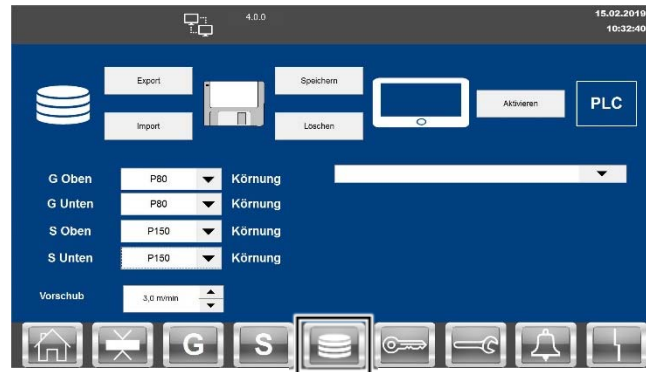 4.0.0
15.02.2019
10:32:40
Export
Speichern
Aktivieren
PLC
Import
Loschen
G Oben P80 Körnung
G Unten P80 Körnung
S Oben P150 Körnung
S Unten P150 Körnung
Vorschub 3,0 m/min
G S